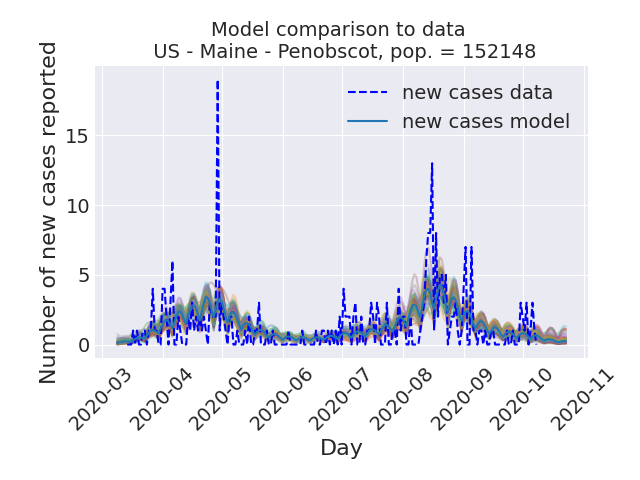 Model comparison to data
US - Maine - Penobscot, pop. = 152148
Number of new cases reported
15
10
5
0
new cases data
new cases model
2020-03
2020-04
2020-05
2020-06
2020-07
2020-08
2020-09
2020-10
2020-11
Day